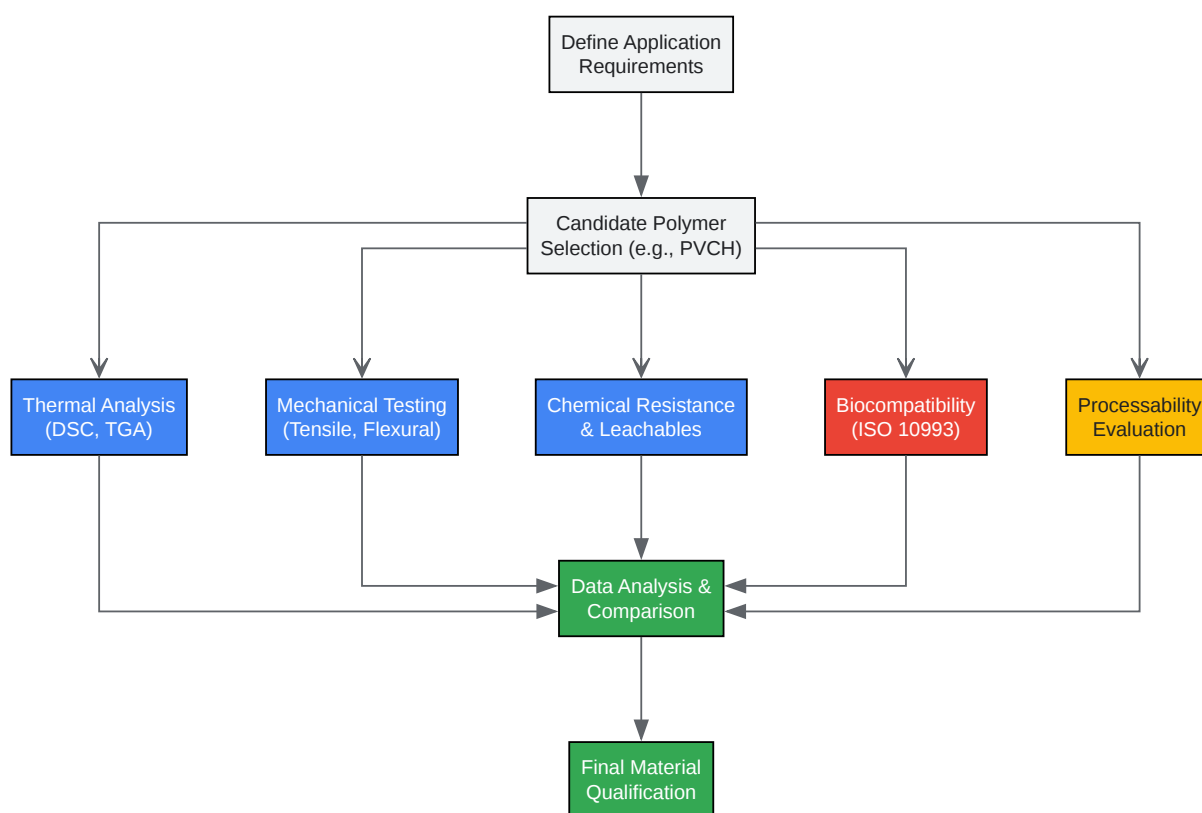 Define Application
Requirements
Candidate Polymer
Selection (e.g., PVCH)
Thermal Analysis
(DSC, TGA)
Mechanical Testing
(Tensile, Flexural)
Chemical Resistance
& Leachables
Biocompatibility
(ISO 10993)
Processability
Evaluation
Data Analysis &
Comparison
Final Material
Qualification